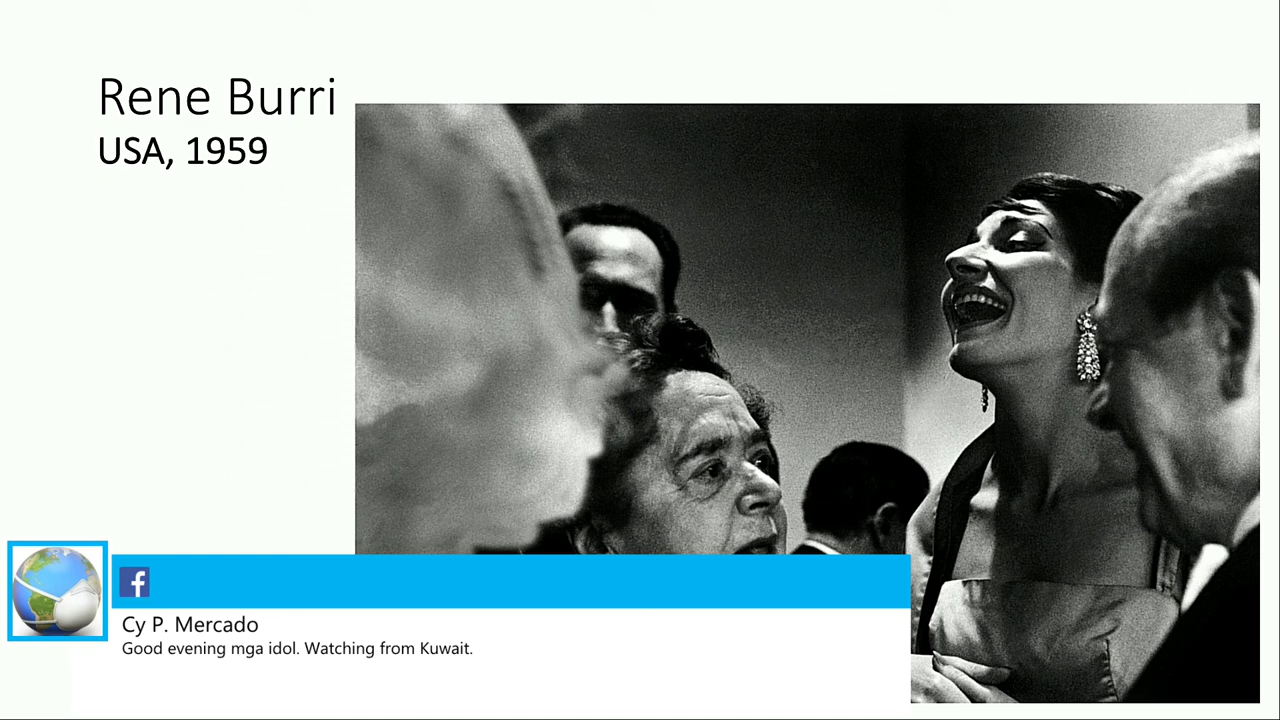 Rene Burri
USA, 1959
Cy P. Mercado
Good evening mga idol. Watching from Kuwait.